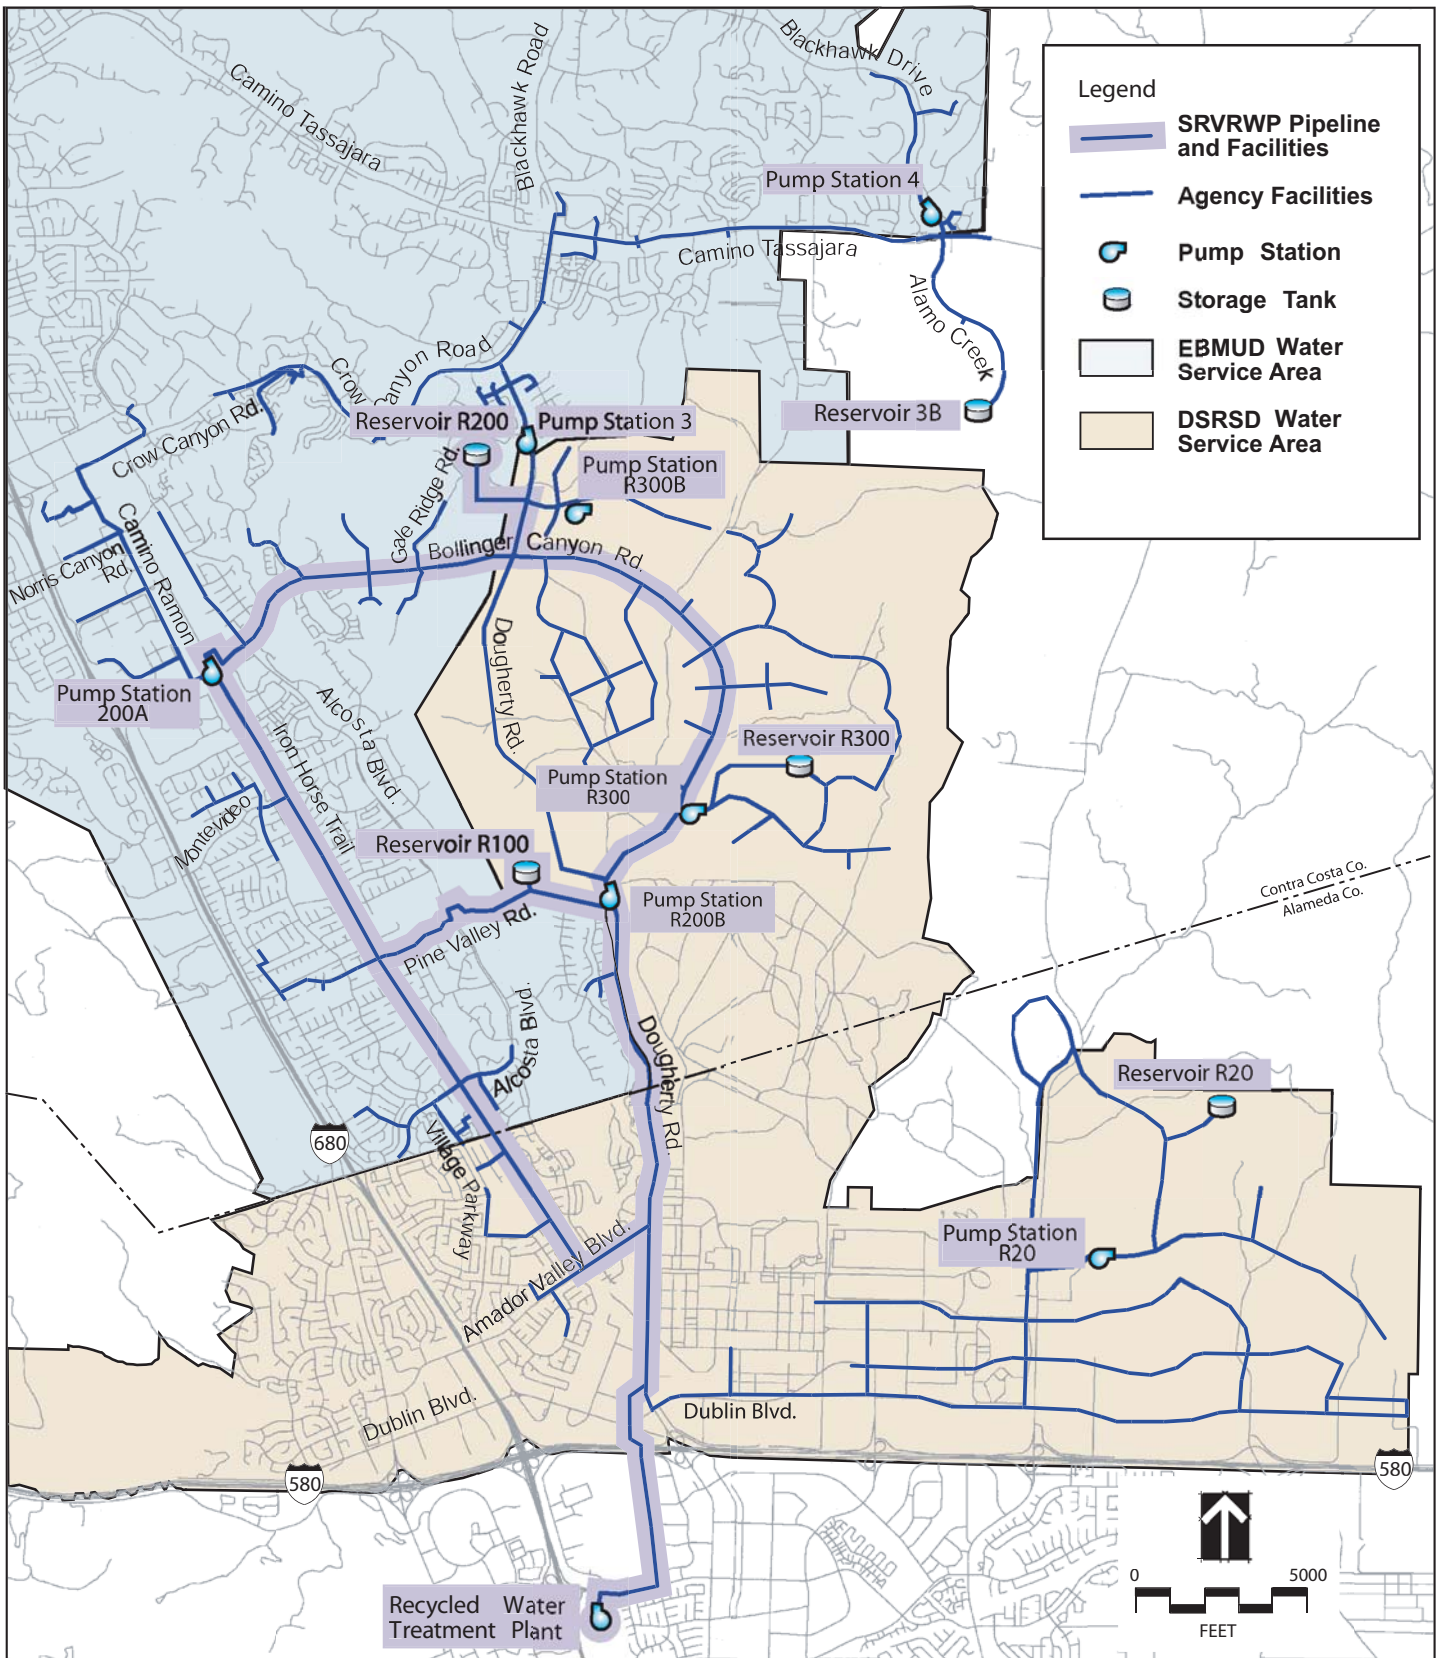 Blackhawk Drive
Camino Tassajara
Blackhawk Road
Legend
SRVRWP Pipeline
and Facilities
Agency Facilities
Pump Station
Storage Tank
EBMUD Water
Service Area
DSRSD Water
Service Area
Pump Station 4
Camino Tassajara
Alamo Creek
Crow Canyon Road
Crow Canyon Rd.
Reservoir R200
Pump Station 3
Reservoir 3B
Pump Station
R300B
Gale Ridge Rd.
Bollinger Canyon Rd.
Camino Ramon
Norris Canyon
Rd.
Dougherty Rd.
Pump Station
200A
Alcosta Blvd.
Iron Horse Trail
Reservoir R300
Pump Station
R300
Montevideo
Reservoir R100
Pump Station
R200B
Pine Valley Rd.
Contra Costa Co.
Alameda Co.
Alcosta Blvd.
Dougherty Rd.
Reservoir R20
680
Village Parkway
Pump Station
R20
Amador Valley Blvd.
Dublin Blvd.
Dublin Blvd.
580
580
0 5000
FEET
Recycled Water
Treatment Plant